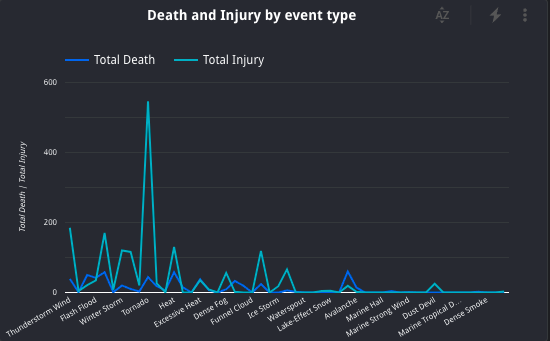 Death and Injury by event type
AZ
Total Death
Total Injury
Total Death | Total Injury
600
400
200
0
Thunderstorm Wind
Flash Flood
Winter Storm
Tornado
Heat
Excessive Heat
Dense Fog
Funnel Cloud
Ice Storm
Waterspout
Lake-Effect Snow
Avalanche
Marine Hail
Marine Strong Wind
Dust Devil
Marine Tropical D...
Dense Smoke